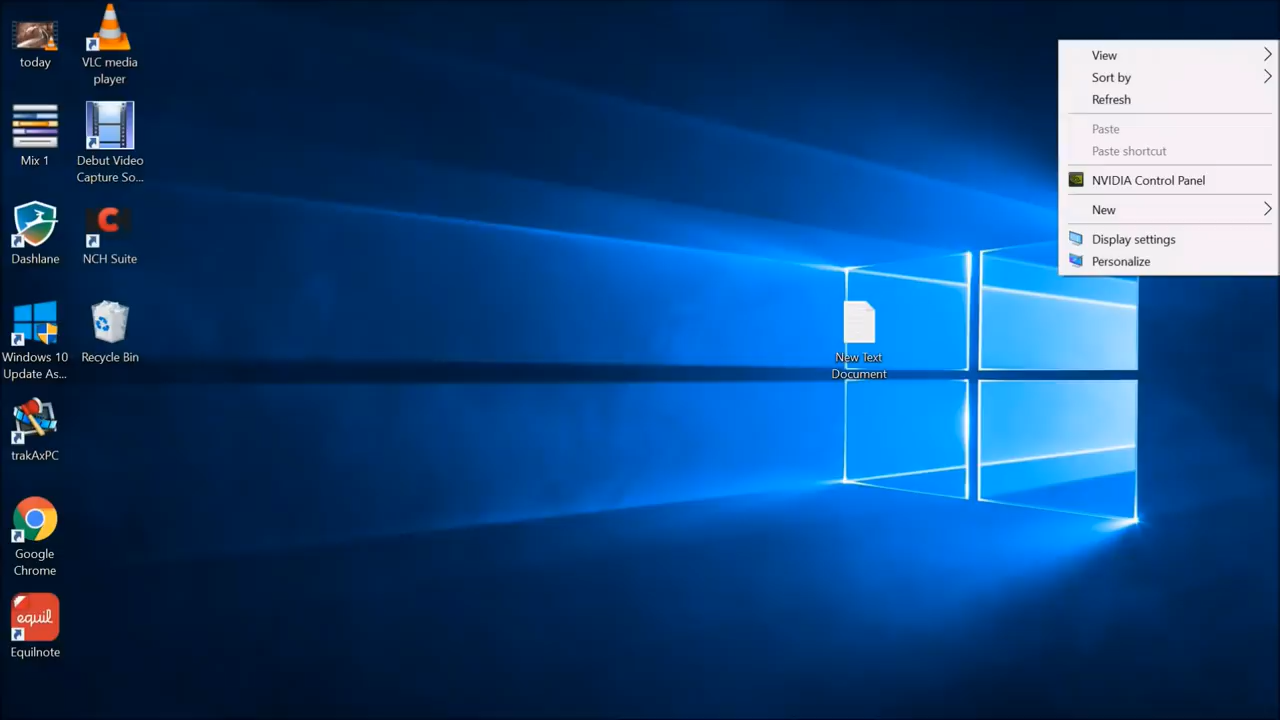 today
VLC media
player
Mix 1
Debut Video
Capture So...
Dashlane
NCH Suite
Windows 10
Update As...
Recycle Bin
trakAxPC
Google
Chrome
equil
Equilnote
New Text
Document
View
Sort by
Refresh
Paste
Paste shortcut
NVIDIA Control Panel
New
Display settings
Personalize